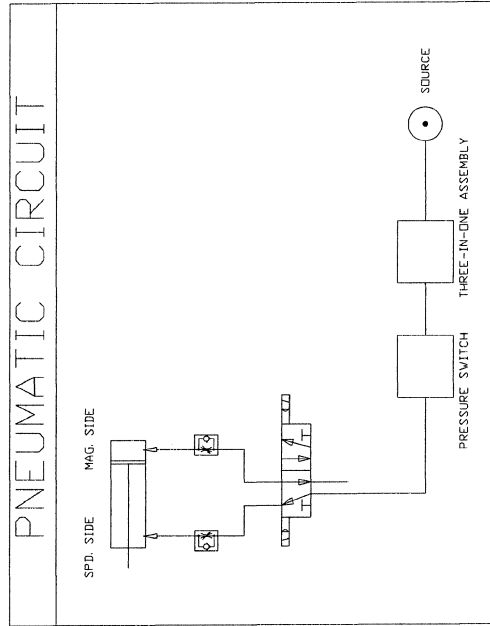 PNEUMATIC CIRCUIT
SPD. SIDE
MAG. SIDE
PRESSURE SWITCH
THREE-IN-ONE ASSEMBLY
SOURCE